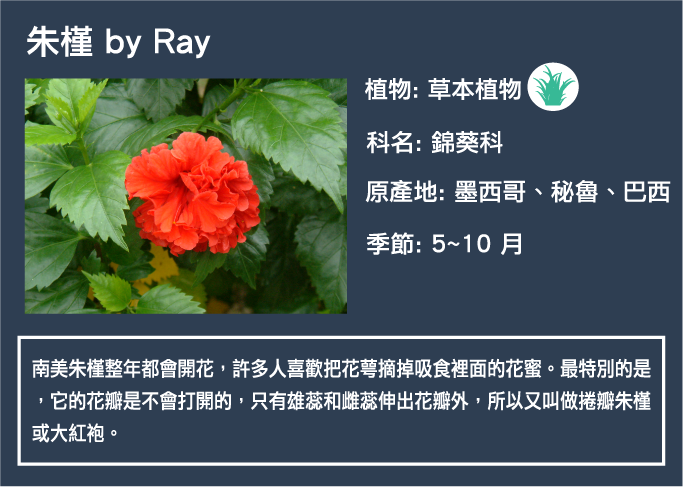 朱槿 by Ray
植物: 草本植物
科名: 錦葵科
原產地: 墨西哥、秘魯、巴西
季節: 5~10 月
南美朱槿整年都會開花，許多人喜歡把花萼摘掉吸食裡面的花蜜。最特別的是
，它的花瓣是不會打開的，只有雄蕊和雌蕊伸出花瓣外，所以又叫做捲瓣朱槿
或大紅袍。